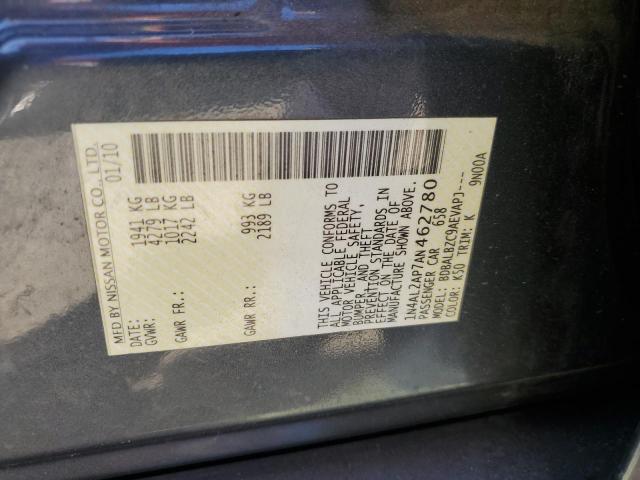 MFD BY NISSAN MOTOR CO., LTD.
DATE: 01/10
GVWR: 1941 KG
4279 LB
GAWR FR: 1017 KG
2242 LB
GAWR RR: 993 KG
2189 LB
THIS VEHICLE CONFORMS TO
ALL APPLICABLE FEDERAL
MOTOR VEHICLE SAFETY,
BUMPER, AND THEFT
PREVENTION STANDARDS IN
EFFECT ON THE DATE OF
MANUFACTURE SHOWN ABOVE.
1N4AL2AP7AN462780
PASSENGER CAR 658
MODEL: BDBALBZC9AEVAPJ---
COLOR: K50 TRIM: K 9N00A